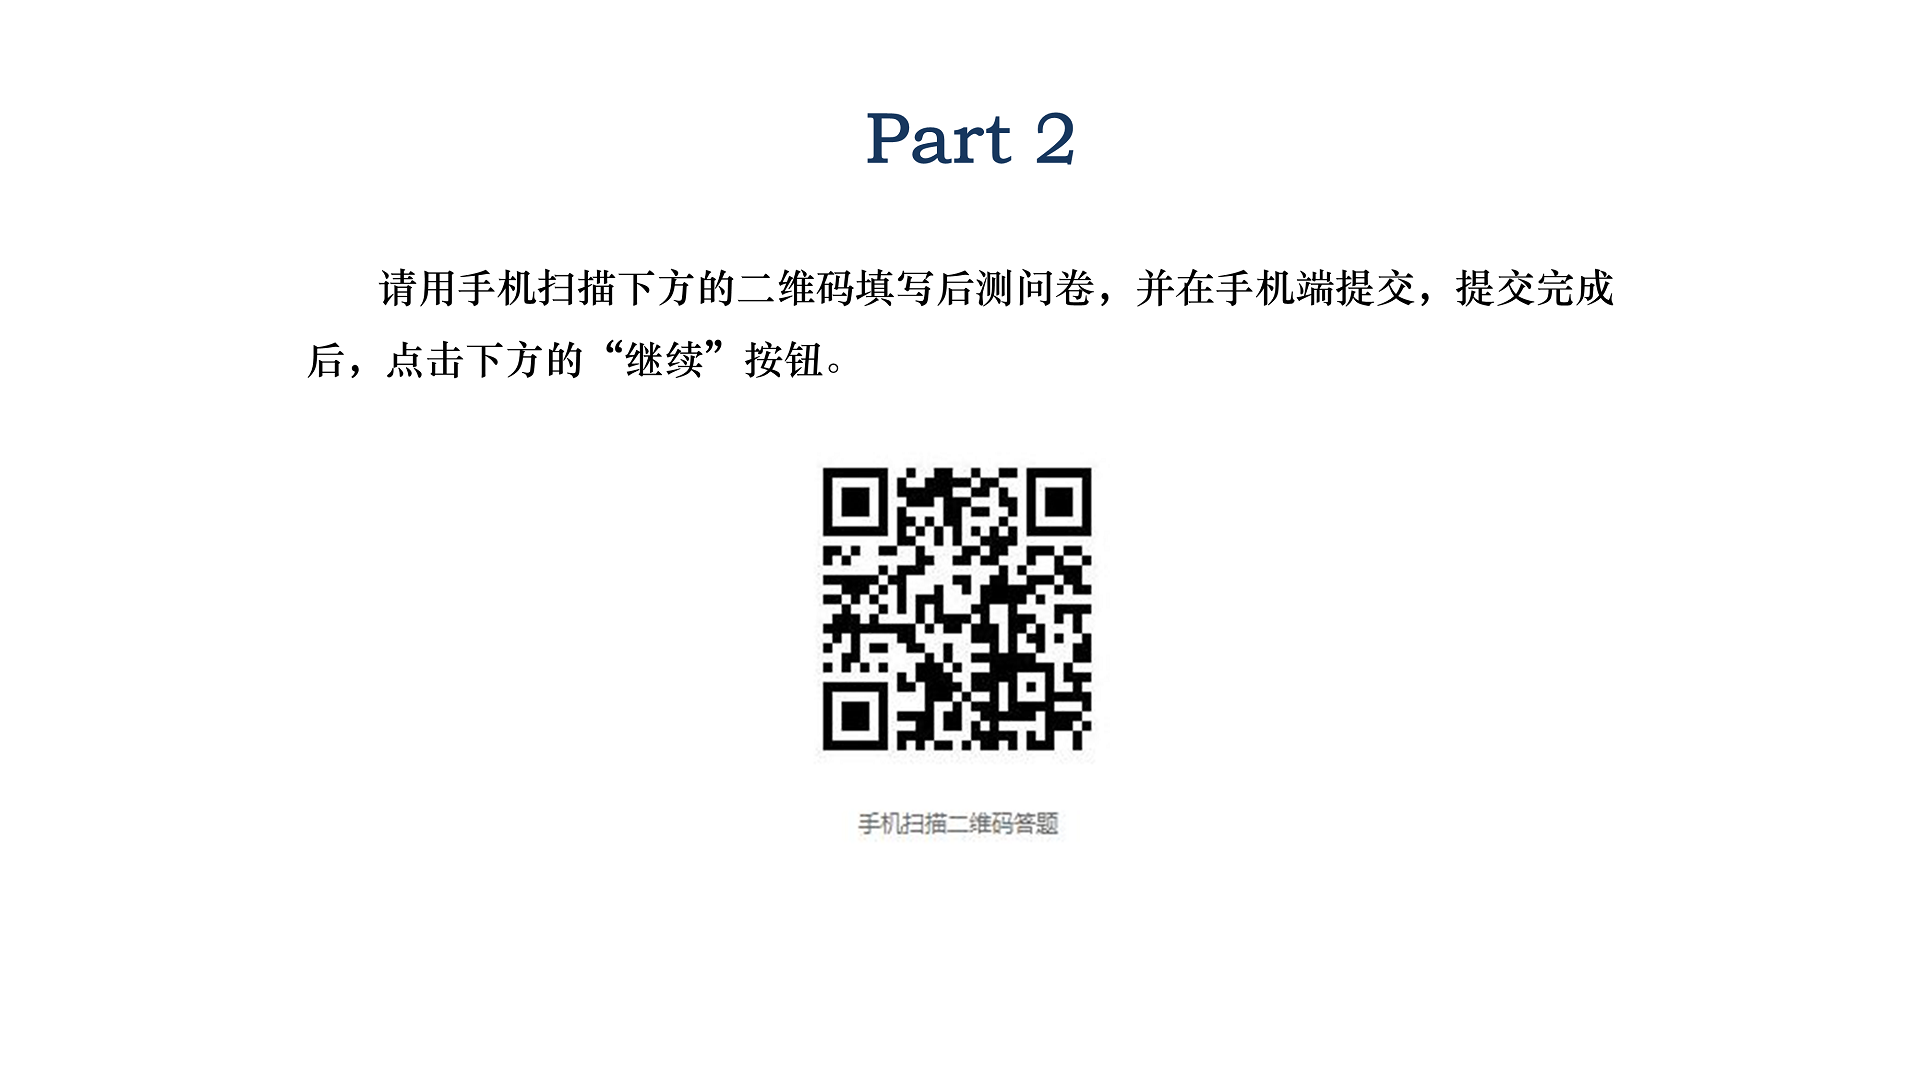 Part 2
请用手机扫描下方的二维码填写后测问卷，并在手机端提交，提交完成
后，点击下方的“继续”按钮。
手机扫描二维码答题